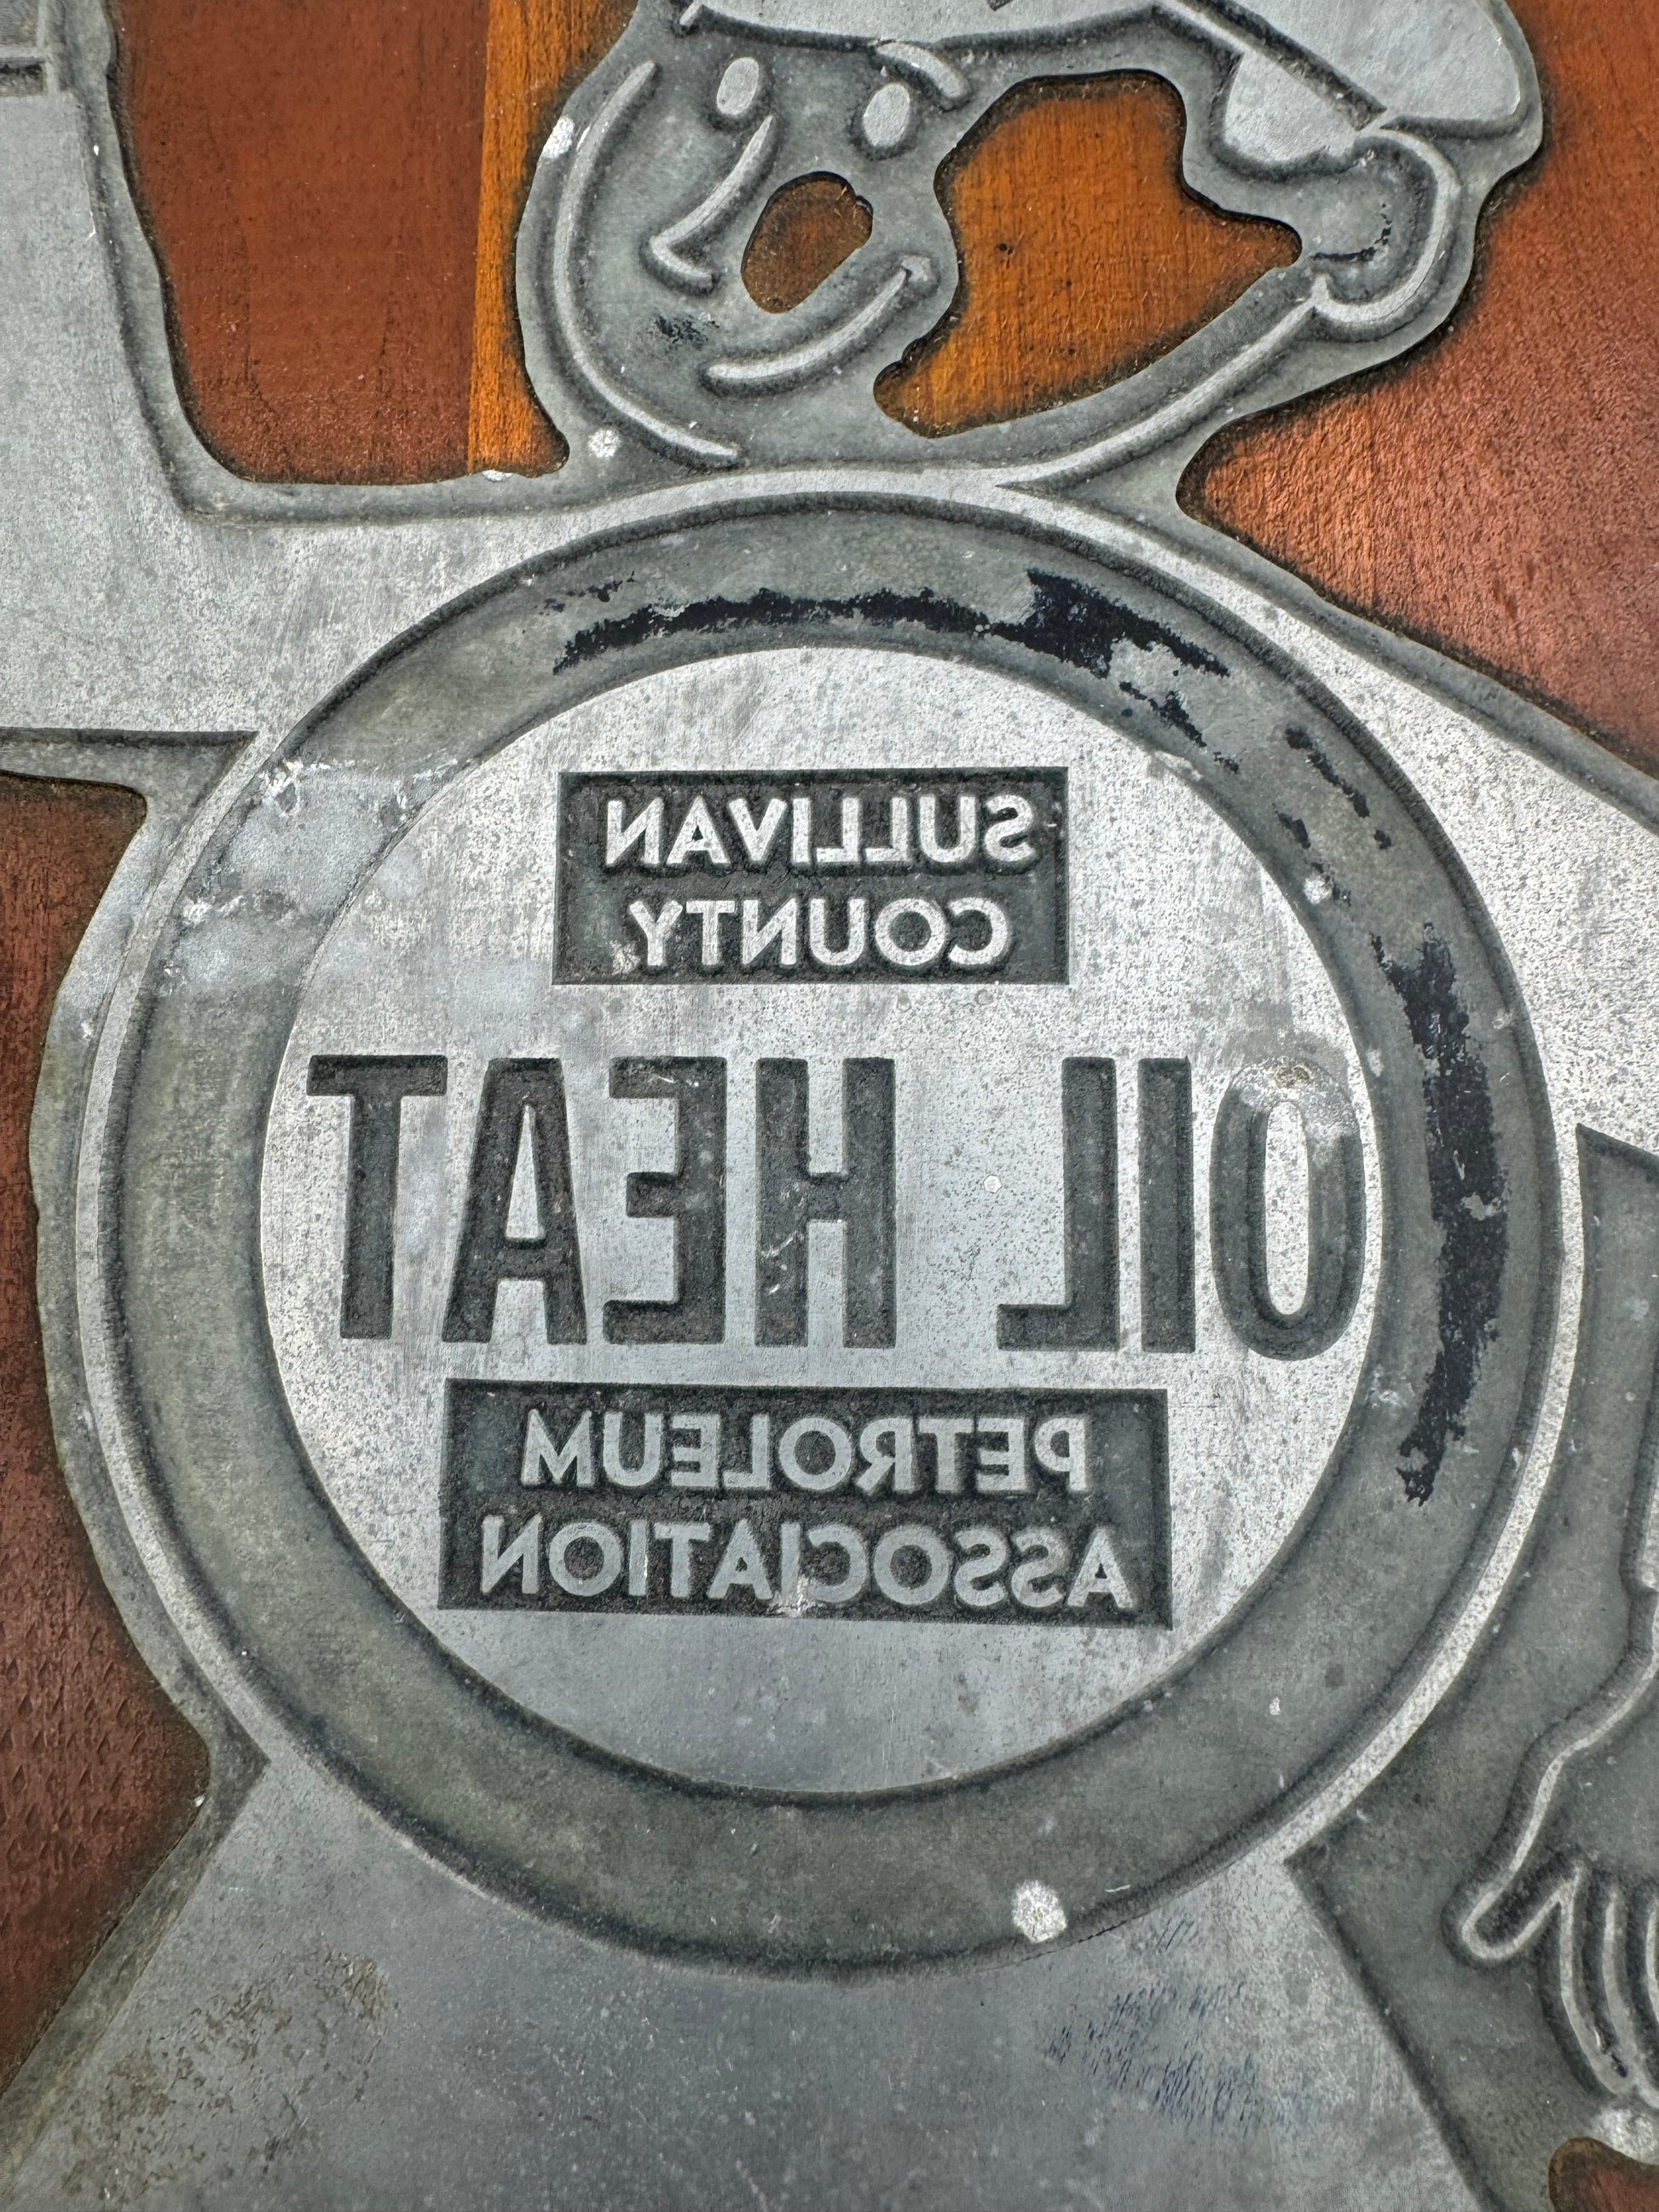 SULLIVAN
COUNTY
OIL HEAT
PETROLEUM
ASSOCIATION